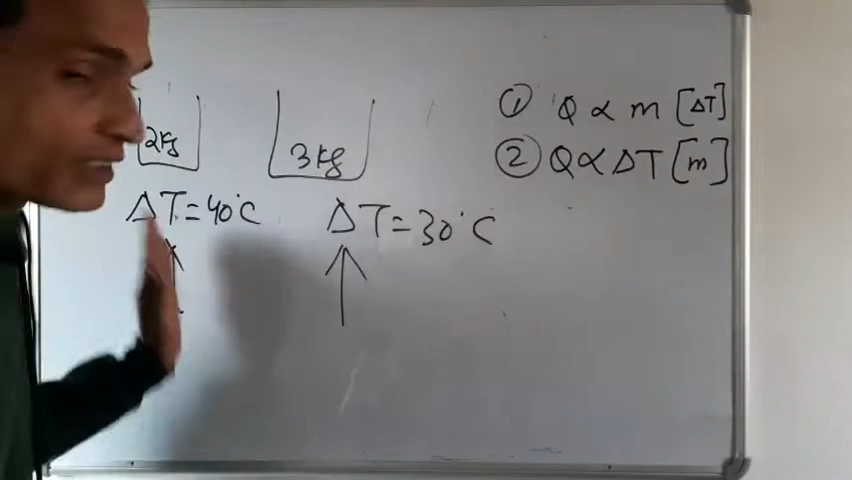 2kg 3kg
ΔT=40°C ΔT=30°C
① Q ∝ m [ΔT]
② Q ∝ ΔT [m]